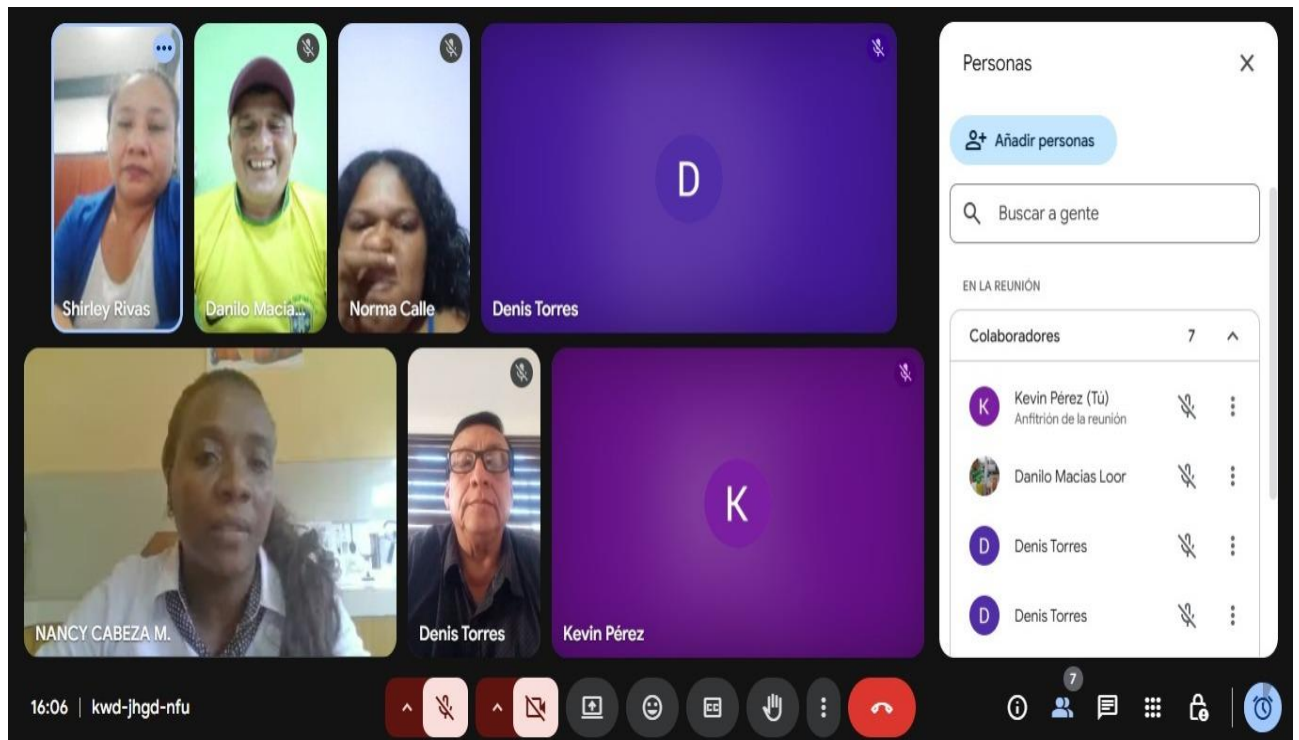 Shirley Rivas
Danilo Macia...
Norma Calle
D
Denis Torres
NANCY CABEZA M.
Denis Torres
K
Kevin Pérez
Personas
Añadir personas
Buscar a gente
EN LA REUNIÓN
Colaboradores 7
K Kevin Pérez (Tú)
Anfitrión de la reunión
Danilo Macias Loor
D Denis Torres
D Denis Torres
16:06 | kwd-jhgd-nfu
CC
7